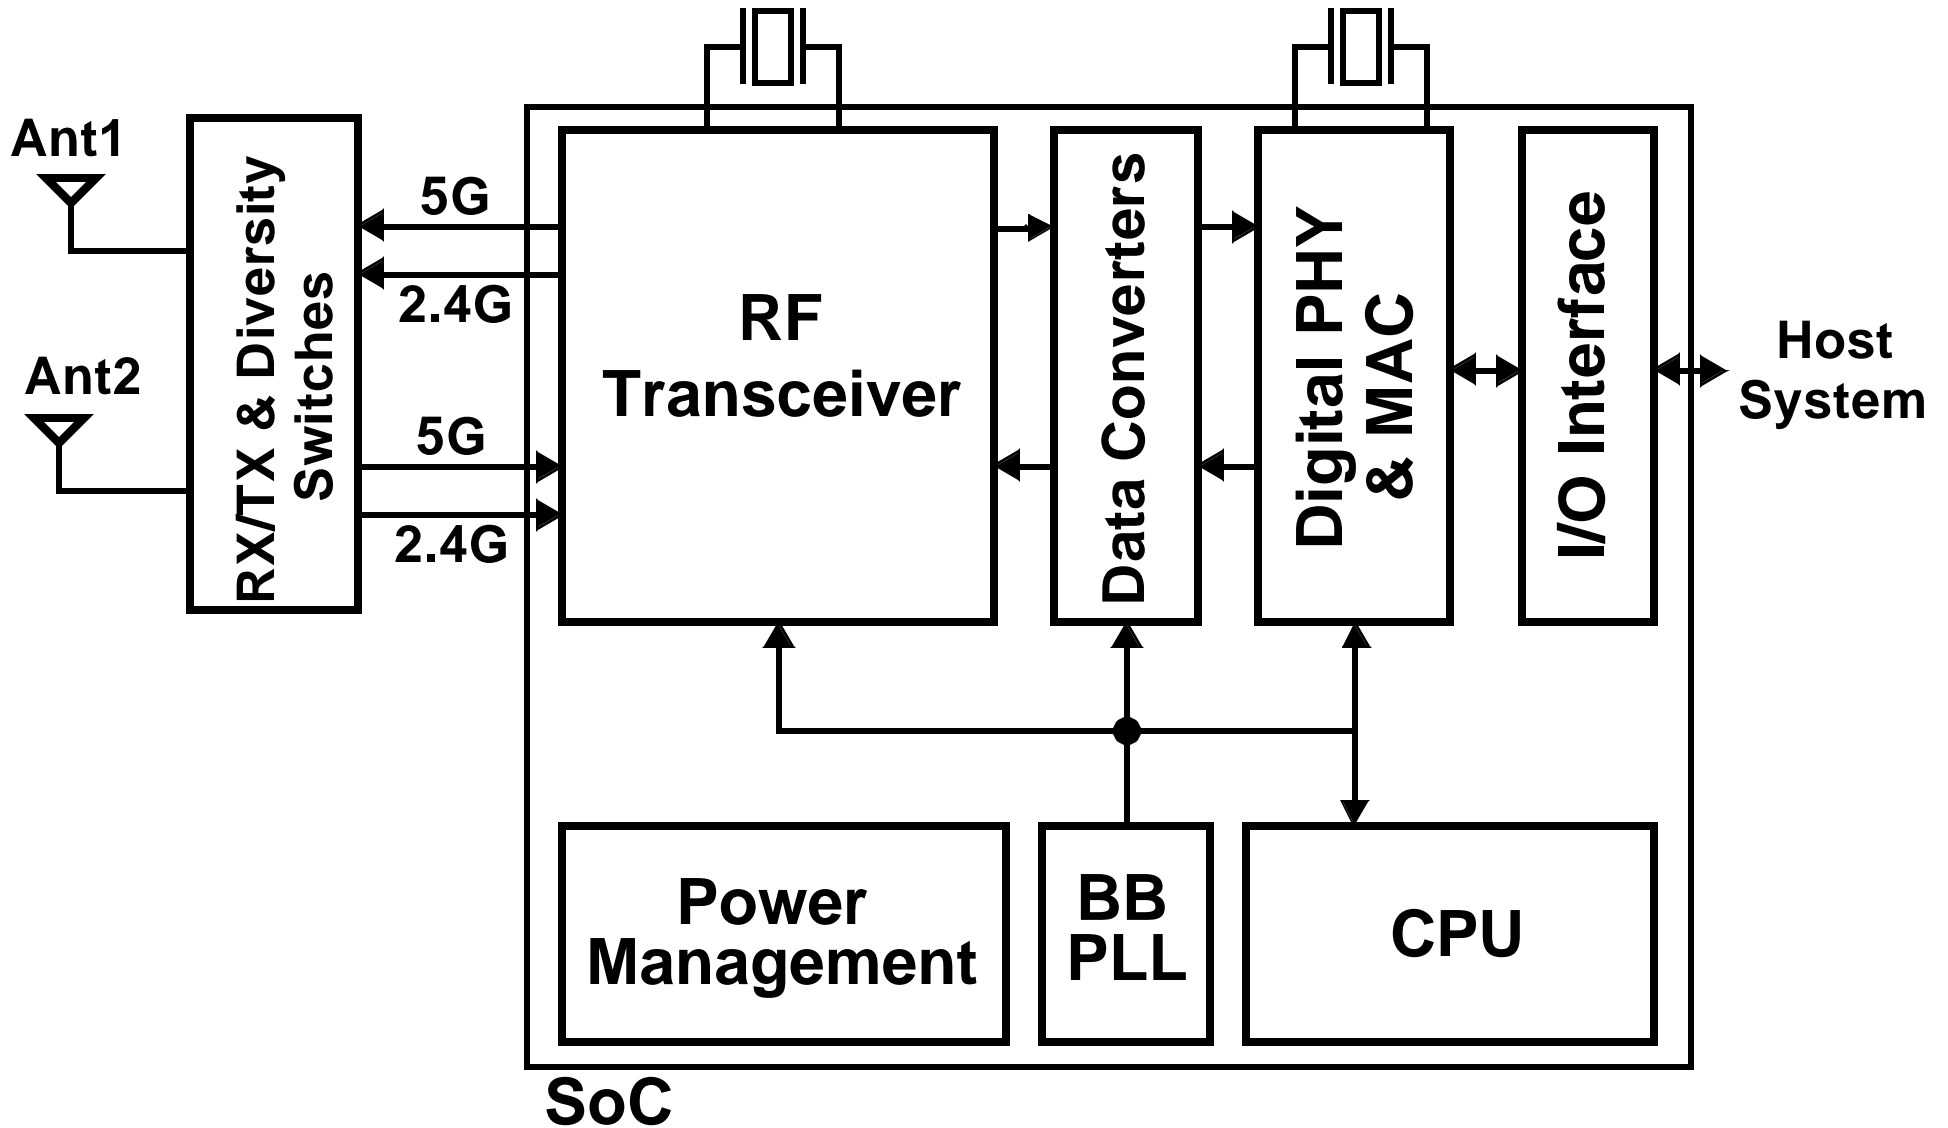 Ant1
Ant2
RX/TX & Diversity
Switches
5G
2.4G
5G
2.4G
RF
Transceiver
Data Converters
Digital PHY
& MAC
I/O Interface
Host
System
Power
Management
BB
PLL
CPU
SoC